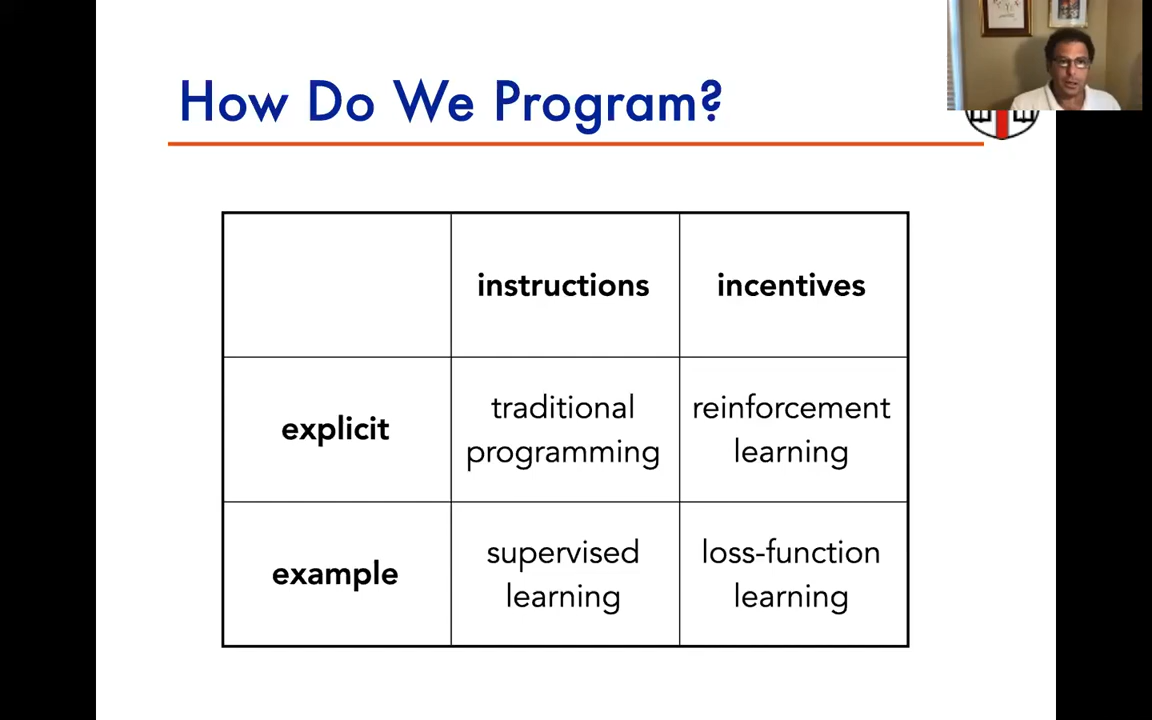 How Do We Program?
instructions
incentives
explicit
traditional
programming
reinforcement
learning
example
supervised
learning
loss-function
learning